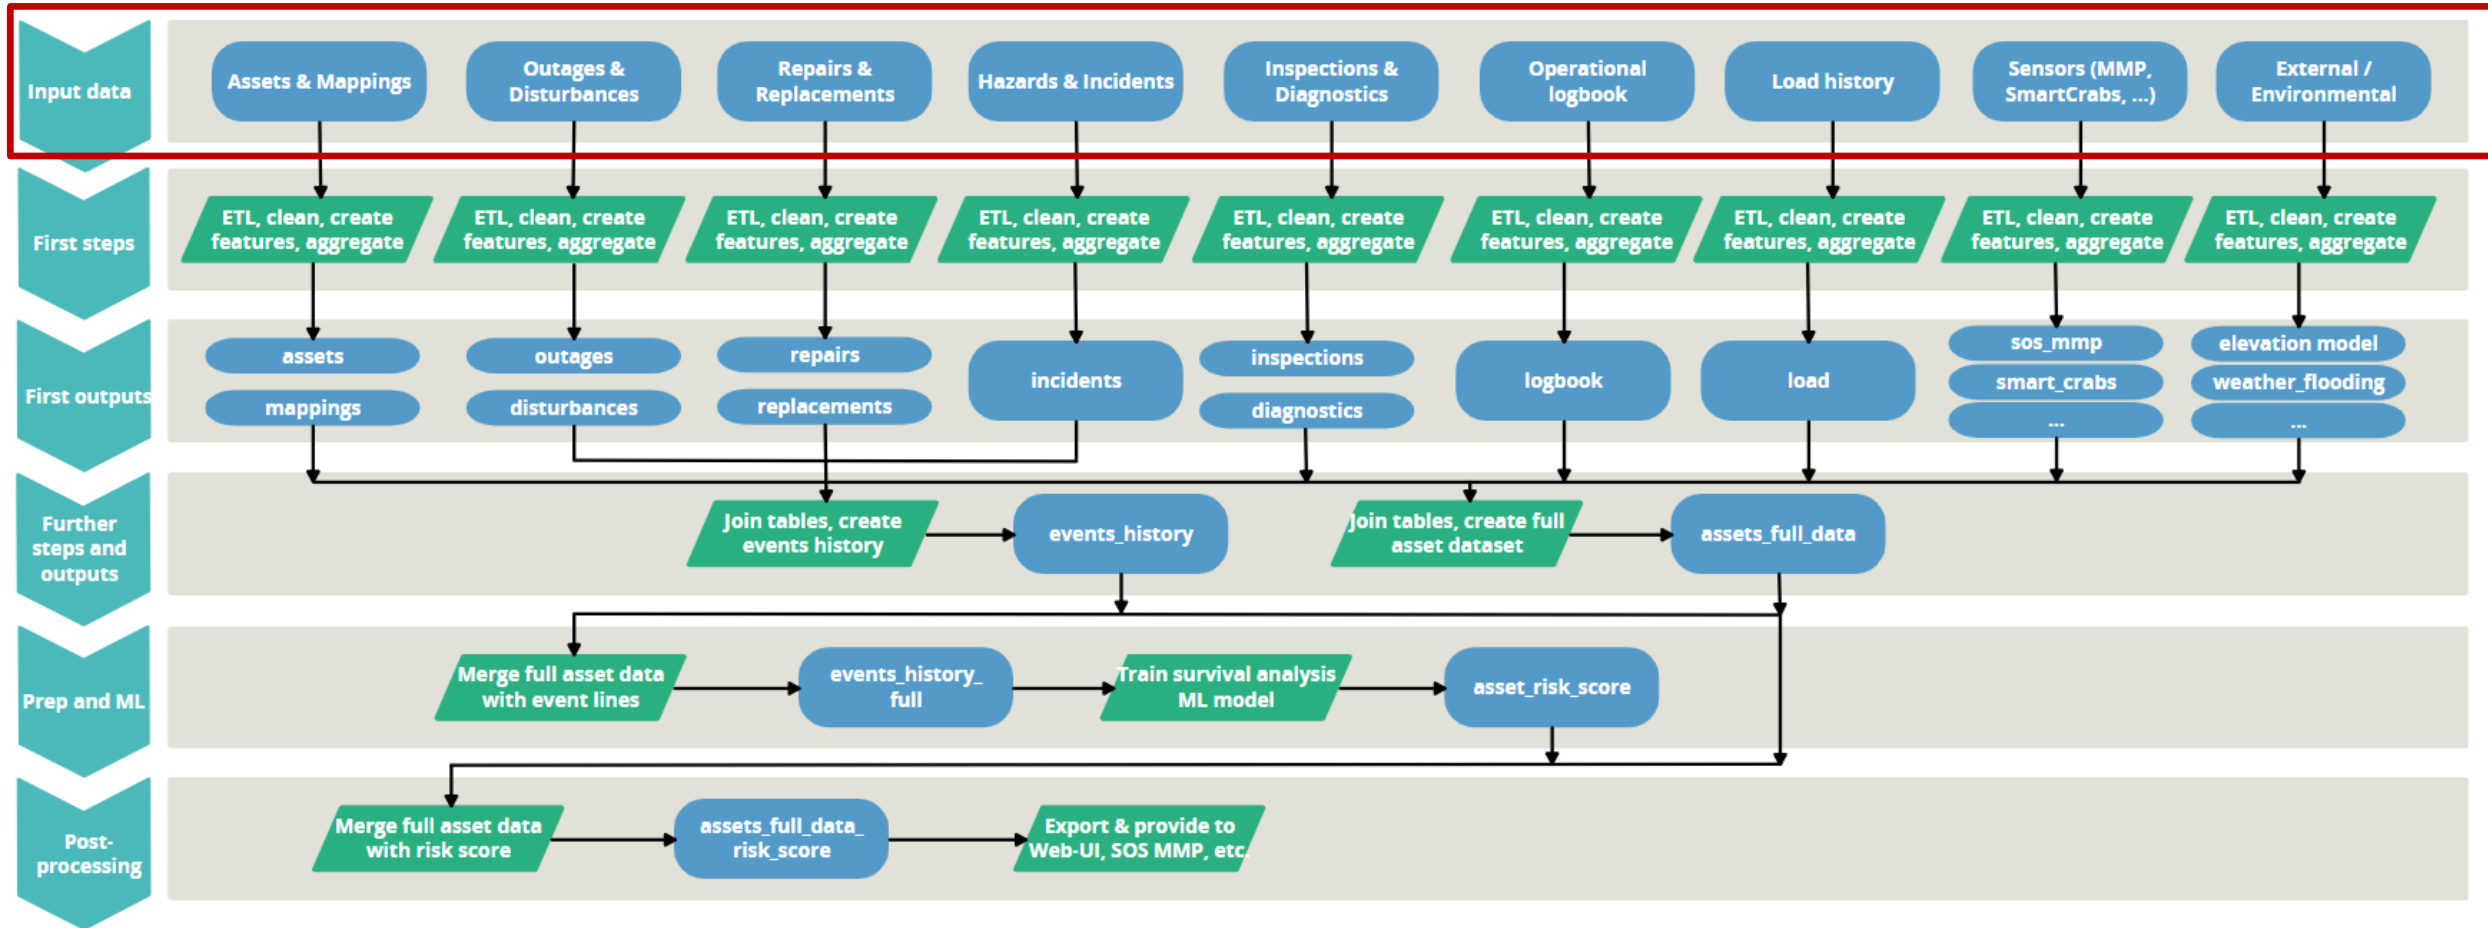 Input data
Assets & Mappings
Outages &
Disturbances
Repairs &
Replacements
Hazards & Incidents
Inspections &
Diagnostics
Operational
logbook
Load history
Sensors (MMP,
SmartCrabs, ...)
External /
Environmental
First steps
ETL, clean, create
features, aggregate
ETL, clean, create
features, aggregate
ETL, clean, create
features, aggregate
ETL, clean, create
features, aggregate
ETL, clean, create
features, aggregate
ETL, clean, create
features, aggregate
ETL, clean, create
features, aggregate
ETL, clean, create
features, aggregate
ETL, clean, create
features, aggregate
First outputs
assets
mappings
outages
disturbances
repairs
replacements
incidents
inspections
diagnostics
logbook
load
sos_mmp
smart_crabs
...
elevation model
weather_flooding
...
Further
steps and
outputs
Join tables, create
events history
events_history
Join tables, create full
asset dataset
assets_full_data
Prep and ML
Merge full asset data
with event lines
events_history_
full
Train survival analysis
ML model
asset_risk_score
Post-
processing
Merge full asset data
with risk score
assets_full_data_
risk_score
Export & provide to
Web-UI, SOS MMP, etc.